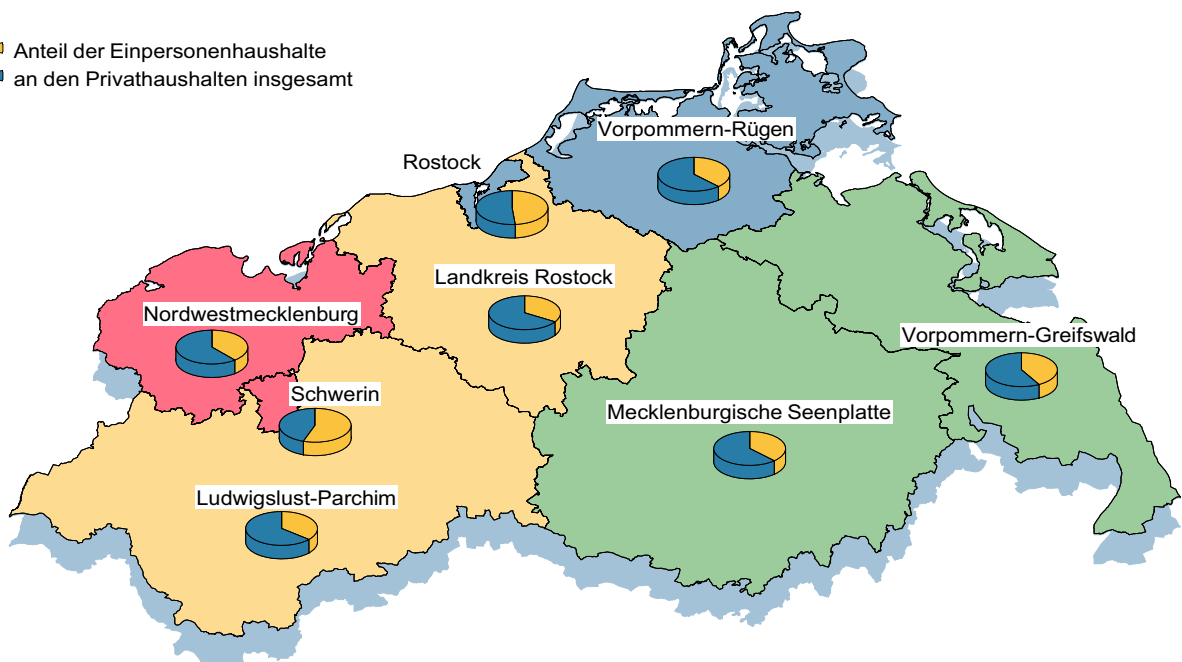 Anteil der Einpersonenhaushalte
an den Privathaushalten insgesamt
Vorpommern-Rügen
Rostock
Landkreis Rostock
Nordwestmecklenburg
Vorpommern-Greifswald
Schwerin
Mecklenburgische Seenplatte
Ludwigslust-Parchim